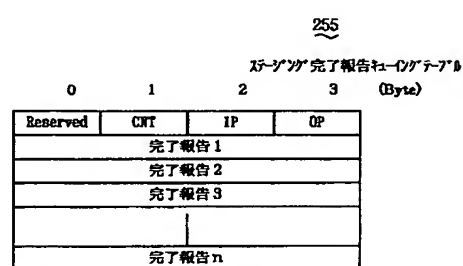 255
ｽﾃｰｼﾞﾝｸﾞ完了報告ｷｭｰｲﾝｸﾞﾃｰﾌﾞﾙ
0 1 2 3 (Byte)
Reserved CNT IP OP
完了報告1
完了報告2
完了報告3
完了報告n